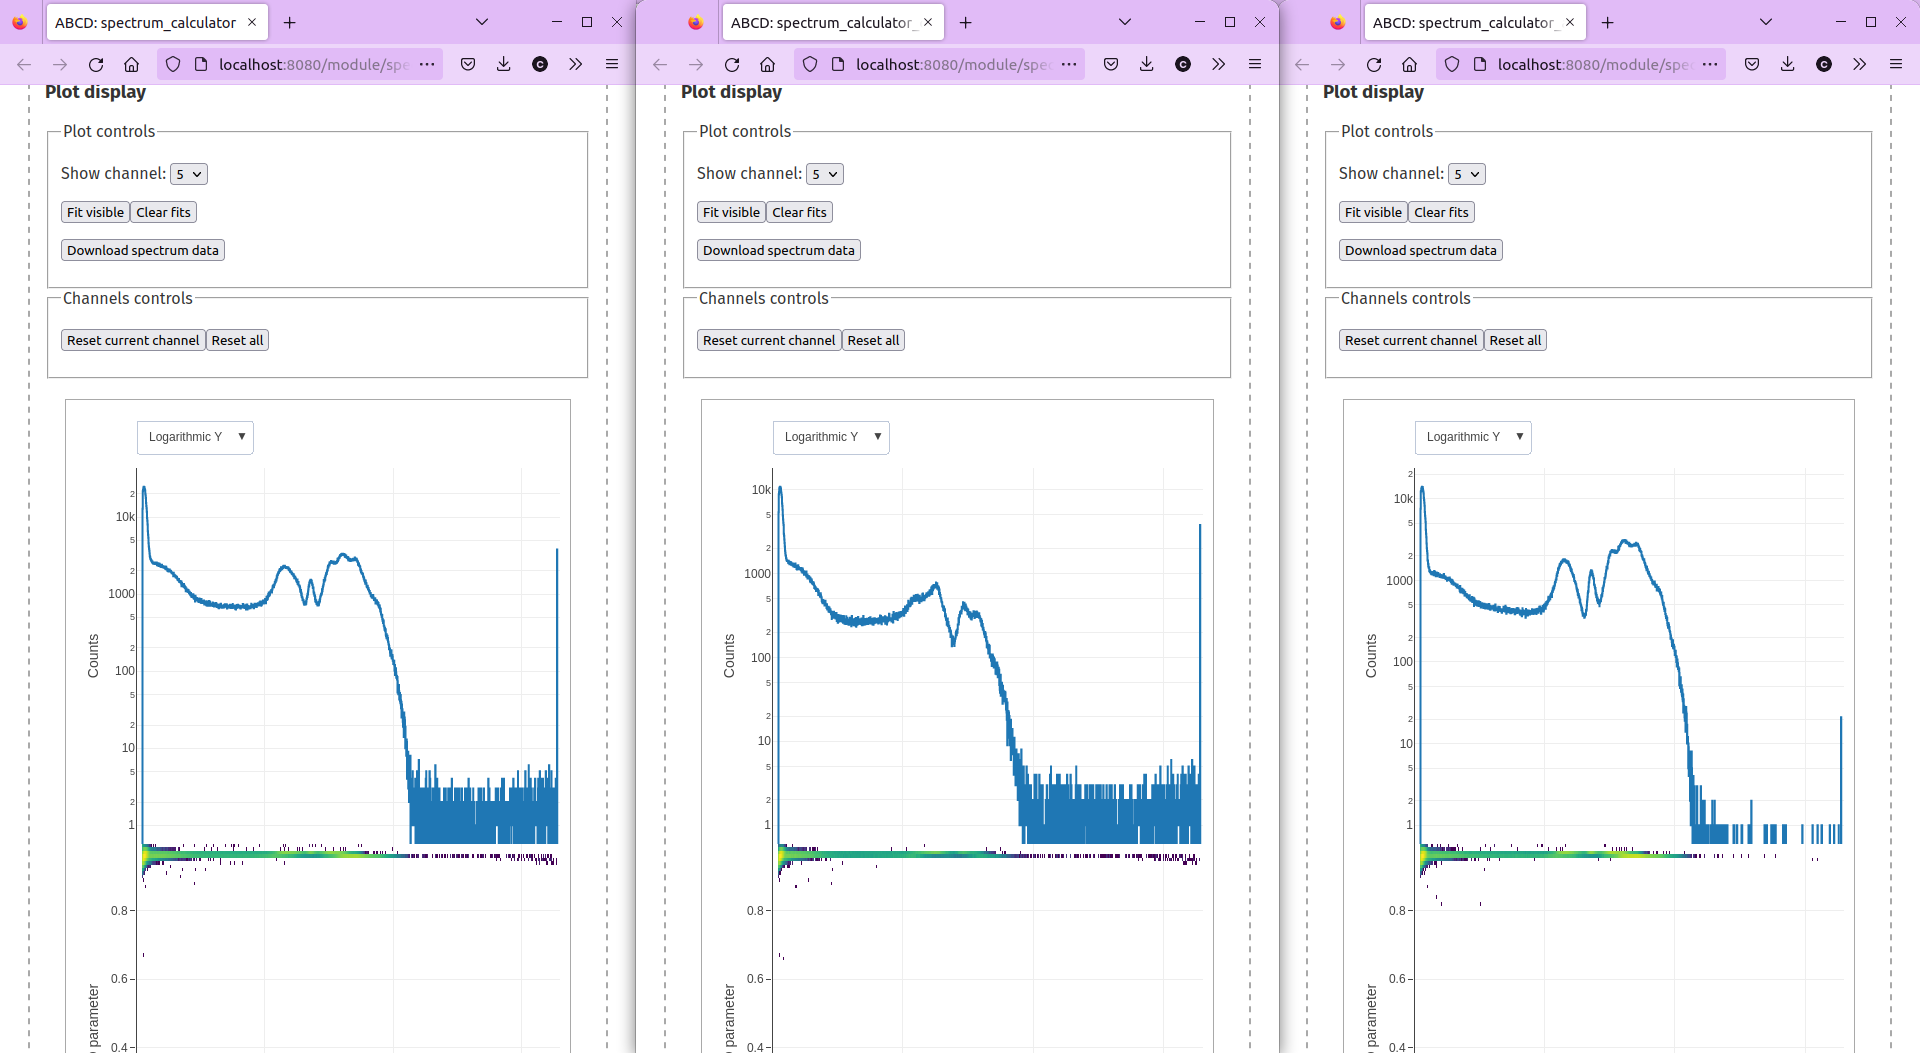 ABCD: spectrum_calculator
localhost:8080/module/spe
Plot display
Plot controls
Show channel: 5
Fit visible Clear fits
Download spectrum data
Channels controls
Reset current channel Reset all
Logarithmic Y ▼
2
10k
5
2
1000
5
2
100
5
2
10
5
2
1
Counts
0.8
0.6
0.4
parameter
ABCD: spectrum_calculator_
localhost:8080/module/spe
Plot display
Plot controls
Show channel: 5
Fit visible Clear fits
Download spectrum data
Channels controls
Reset current channel Reset all
Logarithmic Y ▼
10k
5
2
1000
5
2
100
5
2
10
5
2
1
Counts
0.8
0.6
0.4
parameter
ABCD: spectrum_calculator_
localhost:8080/module/spe
Plot display
Plot controls
Show channel: 5
Fit visible Clear fits
Download spectrum data
Channels controls
Reset current channel Reset all
Logarithmic Y ▼
2
10k
5
2
1000
5
2
100
5
2
10
5
2
1
Counts
0.8
0.6
0.4
parameter